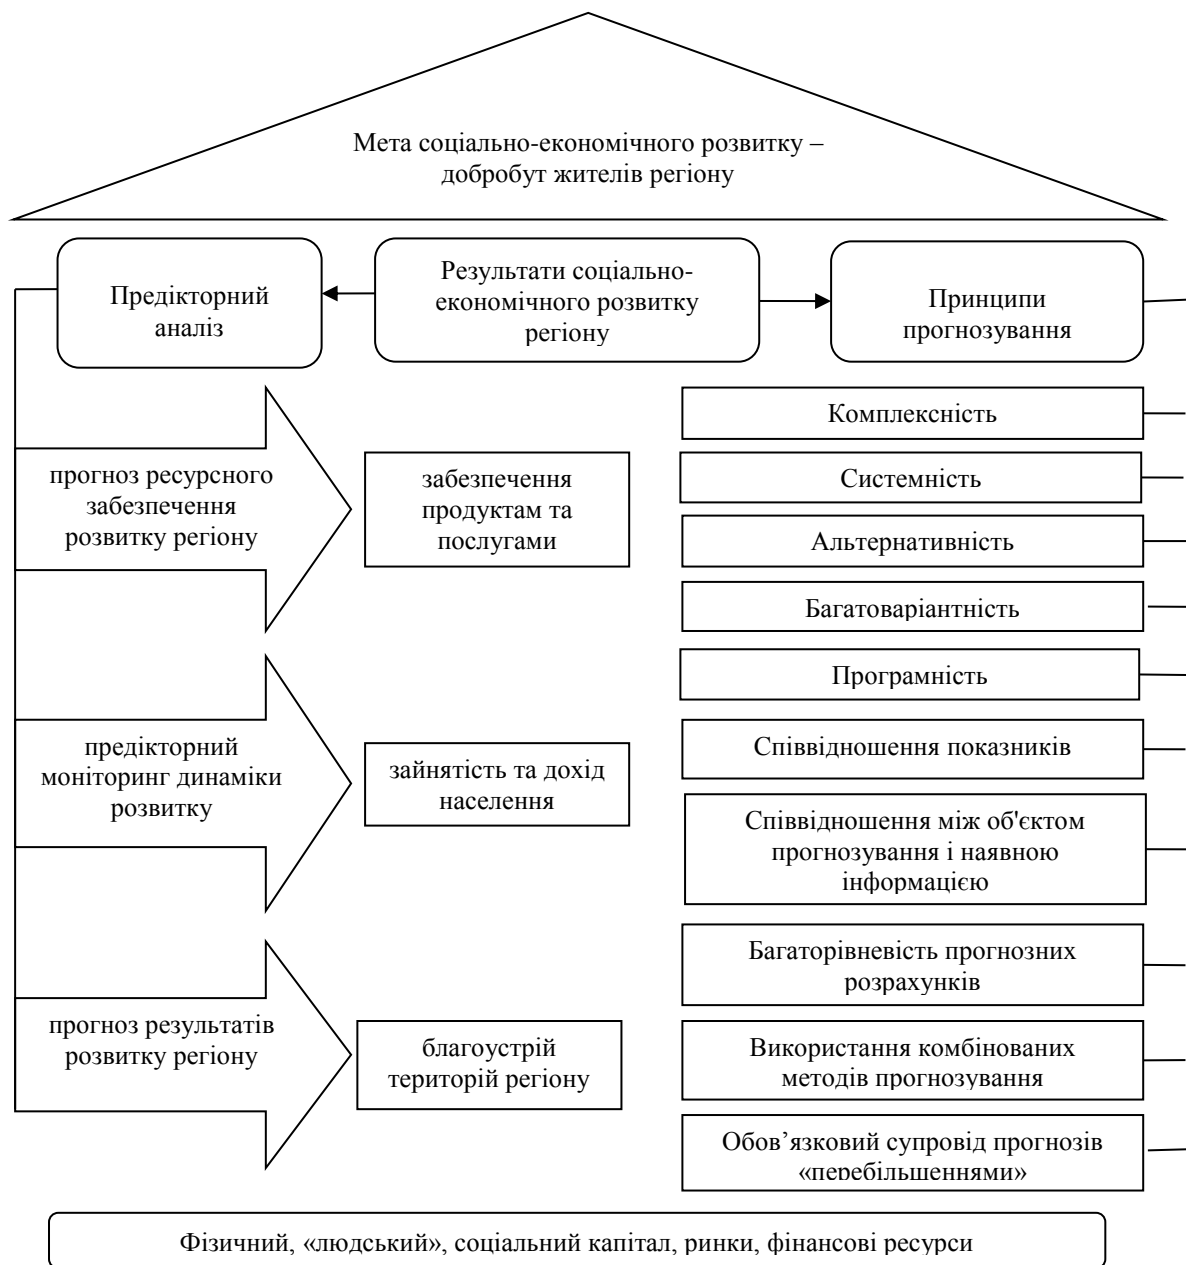 Мета соціально-економічного розвитку –
добробут жителів регіону
Предікторний
аналіз
Результати соціально-
економічного розвитку
регіону
Принципи
прогнозування
прогноз ресурсного
забезпечення
розвитку регіону
забезпечення
продуктам та
послугами
предікторний
моніторинг динаміки
розвитку
зайнятість та дохід
населення
прогноз результатів
розвитку регіону
благоустрій
територій регіону
Комплексність
Системність
Альтернативність
Багатоваріантність
Програмність
Співвідношення показників
Співвідношення між об'єктом
прогнозування і наявною
інформацією
Багаторівневість прогнозних
розрахунків
Використання комбінованих
методів прогнозування
Обов’язковий супровід прогнозів
«перебільшеннями»
Фізичний, «людський», соціальний капітал, ринки, фінансові ресурси